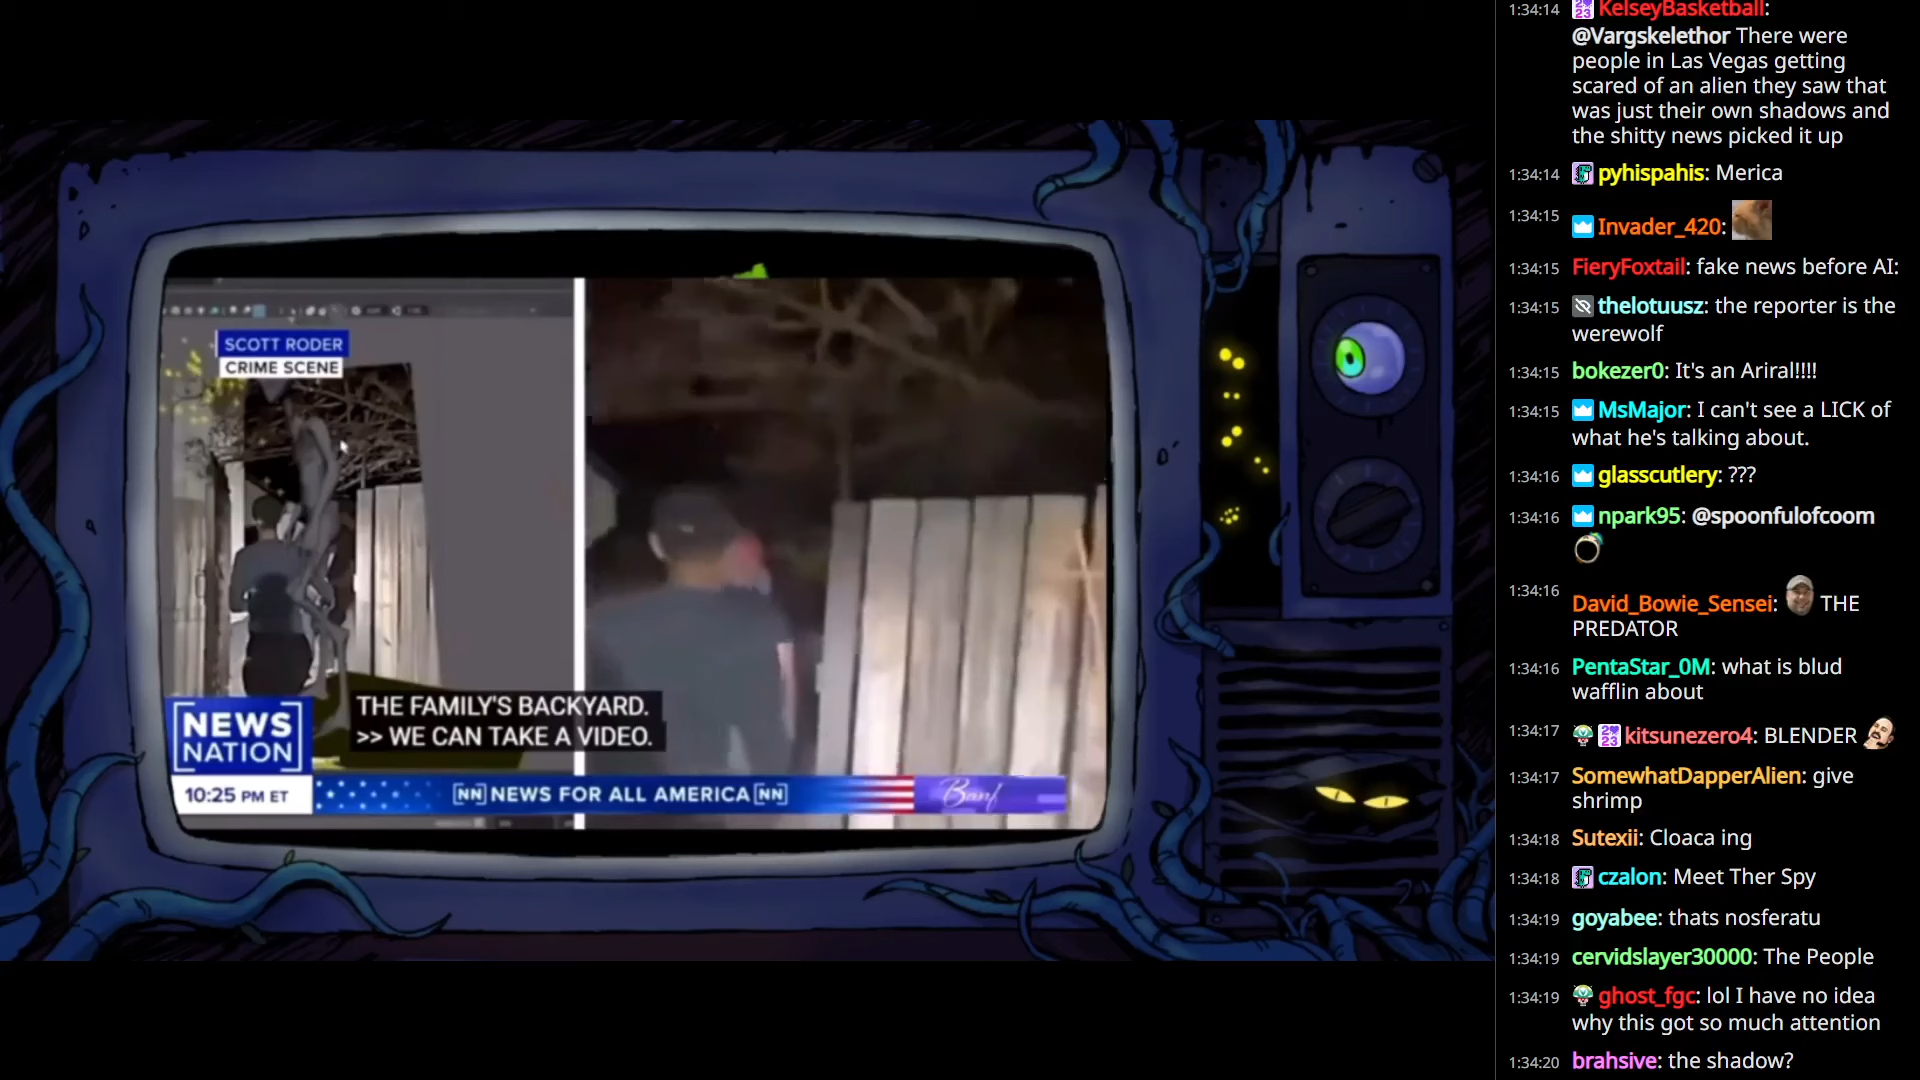 SCOTT RODER
CRIME SCENE
THE FAMILY'S BACKYARD.
>> WE CAN TAKE A VIDEO.
NEWS
NATION
10:25 PM ET
NN NEWS FOR ALL AMERICA NN
1:34:14 KelseyBasketball:
@Vargskelethor There were
people in Las Vegas getting
scared of an alien they saw that
was just their own shadows and
the shitty news picked it up
1:34:14 pyhispahis: Merica
1:34:15 Invader_420:
1:34:15 FieryFoxtail: fake news before AI:
1:34:15 thelotuusz: the reporter is the
werewolf
1:34:15 bokezer0: It's an Ariral!!!!
1:34:15 MsMajor: I can't see a LICK of
what he's talking about.
1:34:16 glasscutlery: ???
1:34:16 npark95: @spoonfulofcoom
1:34:16 David_Bowie_Sensei: THE
PREDATOR
1:34:16 PentaStar_0M: what is blud
wafflin about
1:34:17 kitsunezero4: BLENDER
1:34:17 SomewhatDapperAlien: give
shrimp
1:34:18 Sutexii: Cloaca ing
1:34:18 czalon: Meet Ther Spy
1:34:19 goyabee: thats nosferatu
1:34:19 cervidslayer30000: The People
1:34:19 ghost_fgc: lol I have no idea
why this got so much attention
1:34:20 brahsive: the shadow?